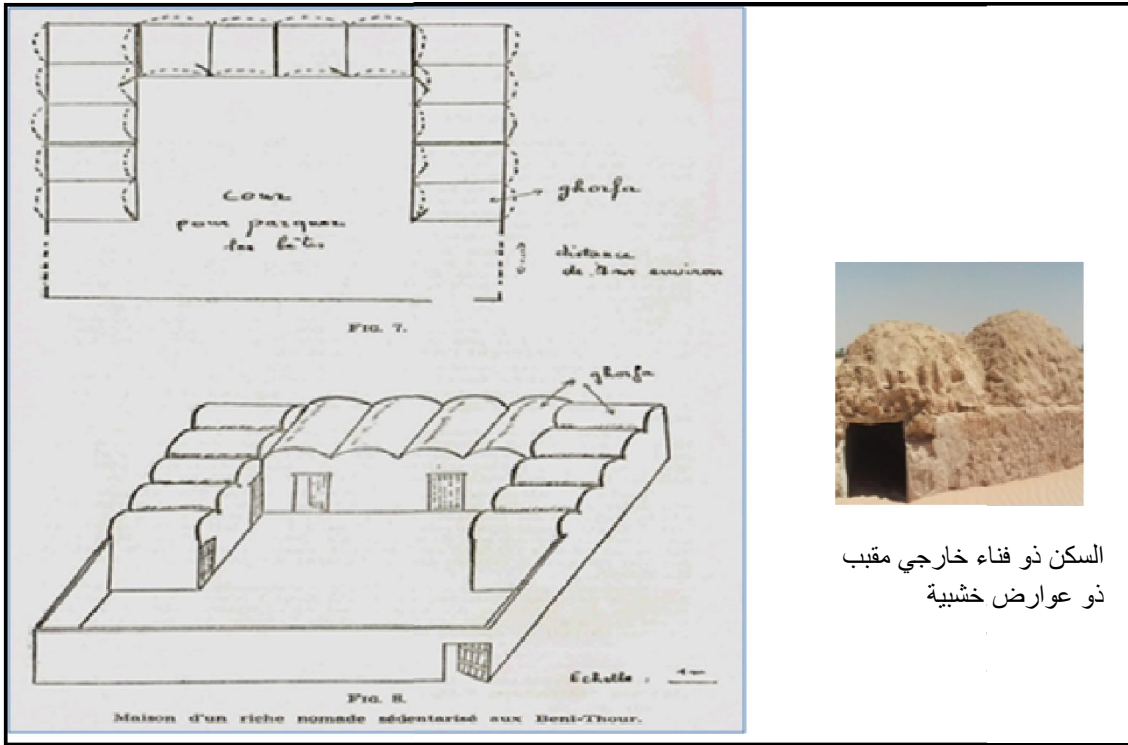 cour
pour parquer
les bêtes
ghorfa
distance
de environ
FIG. 7.
ghorfa
Echelle :
FIG. 8.
Maison d'un riche nomade sédentarisé aux Beni-Thour.
السكن ذو فناء خارجي مقبب
ذو عوارض خشبية